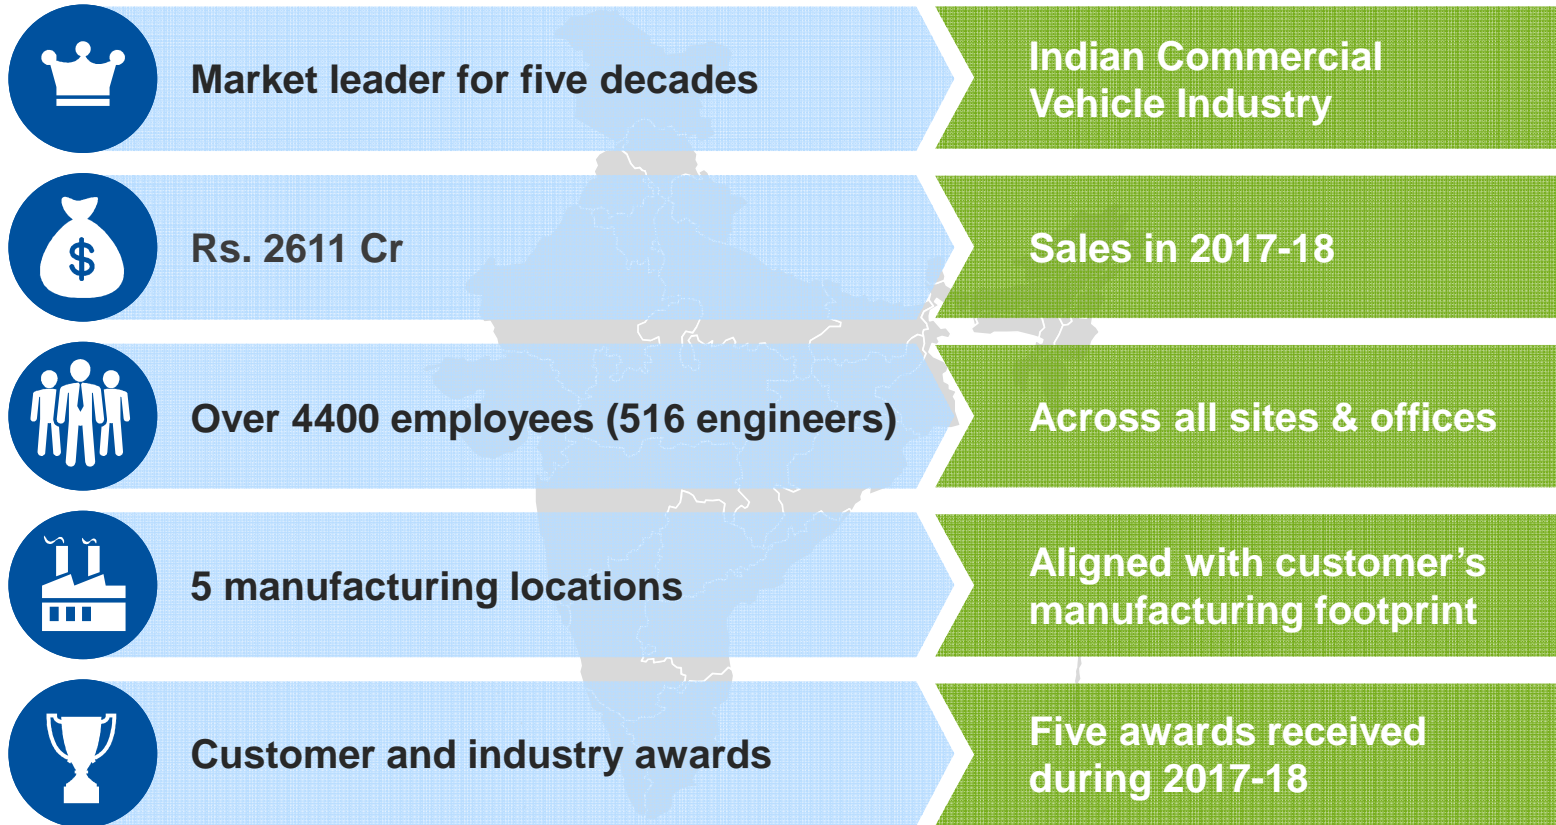 Market leader for five decades
Indian Commercial
Vehicle Industry
$
Rs. 2611 Cr
Sales in 2017-18
Over 4400 employees (516 engineers)
Across all sites & offices
5 manufacturing locations
Aligned with customer’s
manufacturing footprint
Customer and industry awards
Five awards received
during 2017-18